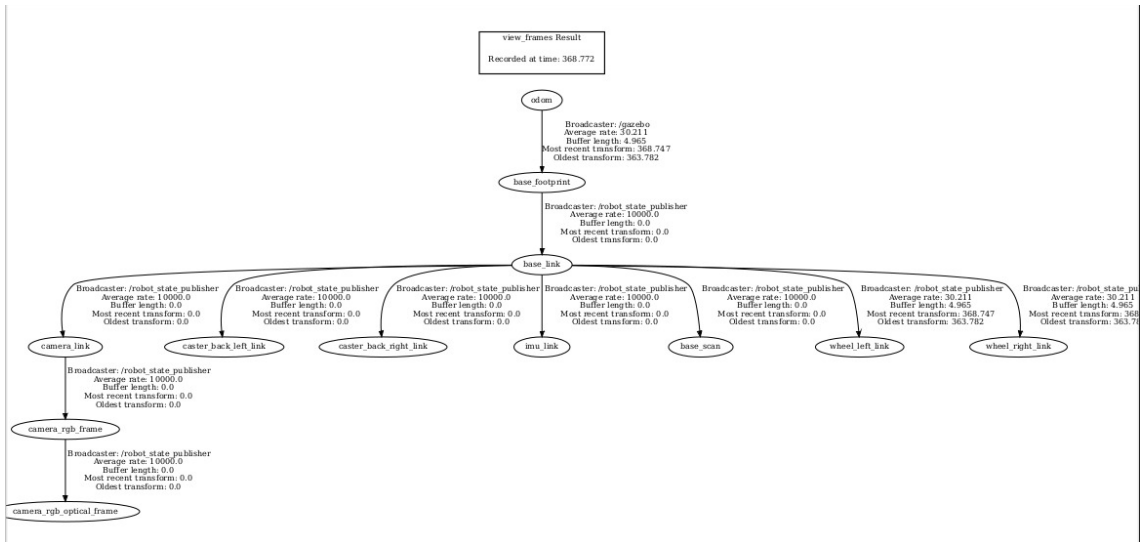 view_frames Result
Recorded at time: 368.772
odom
Broadcaster: /gazebo
Average rate: 30.211
Buffer length: 4.965
Most recent transform: 368.747
Oldest transform: 363.782
base_footprint
Broadcaster: /robot_state_publisher
Average rate: 10000.0
Buffer length: 0.0
Most recent transform: 0.0
Oldest transform: 0.0
base_link
Broadcaster: /robot_state_publisher
Average rate: 10000.0
Buffer length: 0.0
Most recent transform: 0.0
Oldest transform: 0.0
Broadcaster: /robot_state_publisher
Average rate: 10000.0
Buffer length: 0.0
Most recent transform: 0.0
Oldest transform: 0.0
Broadcaster: /robot_state_publisher
Average rate: 10000.0
Buffer length: 0.0
Most recent transform: 0.0
Oldest transform: 0.0
Broadcaster: /robot_state_publisher
Average rate: 10000.0
Buffer length: 0.0
Most recent transform: 0.0
Oldest transform: 0.0
Broadcaster: /robot_state_publisher
Average rate: 10000.0
Buffer length: 0.0
Most recent transform: 0.0
Oldest transform: 0.0
Broadcaster: /robot_state_publisher
Average rate: 30.211
Buffer length: 4.965
Most recent transform: 368.747
Oldest transform: 363.782
Broadcaster: /robot_state_pu
Average rate: 30.211
Buffer length: 4.965
Most recent transform: 368
Oldest transform: 363.7
camera_link
caster_back_left_link
caster_back_right_link
imu_link
base_scan
wheel_left_link
wheel_right_link
Broadcaster: /robot_state_publisher
Average rate: 10000.0
Buffer length: 0.0
Most recent transform: 0.0
Oldest transform: 0.0
camera_rgb_frame
Broadcaster: /robot_state_publisher
Average rate: 10000.0
Buffer length: 0.0
Most recent transform: 0.0
Oldest transform: 0.0
camera_rgb_optical_frame